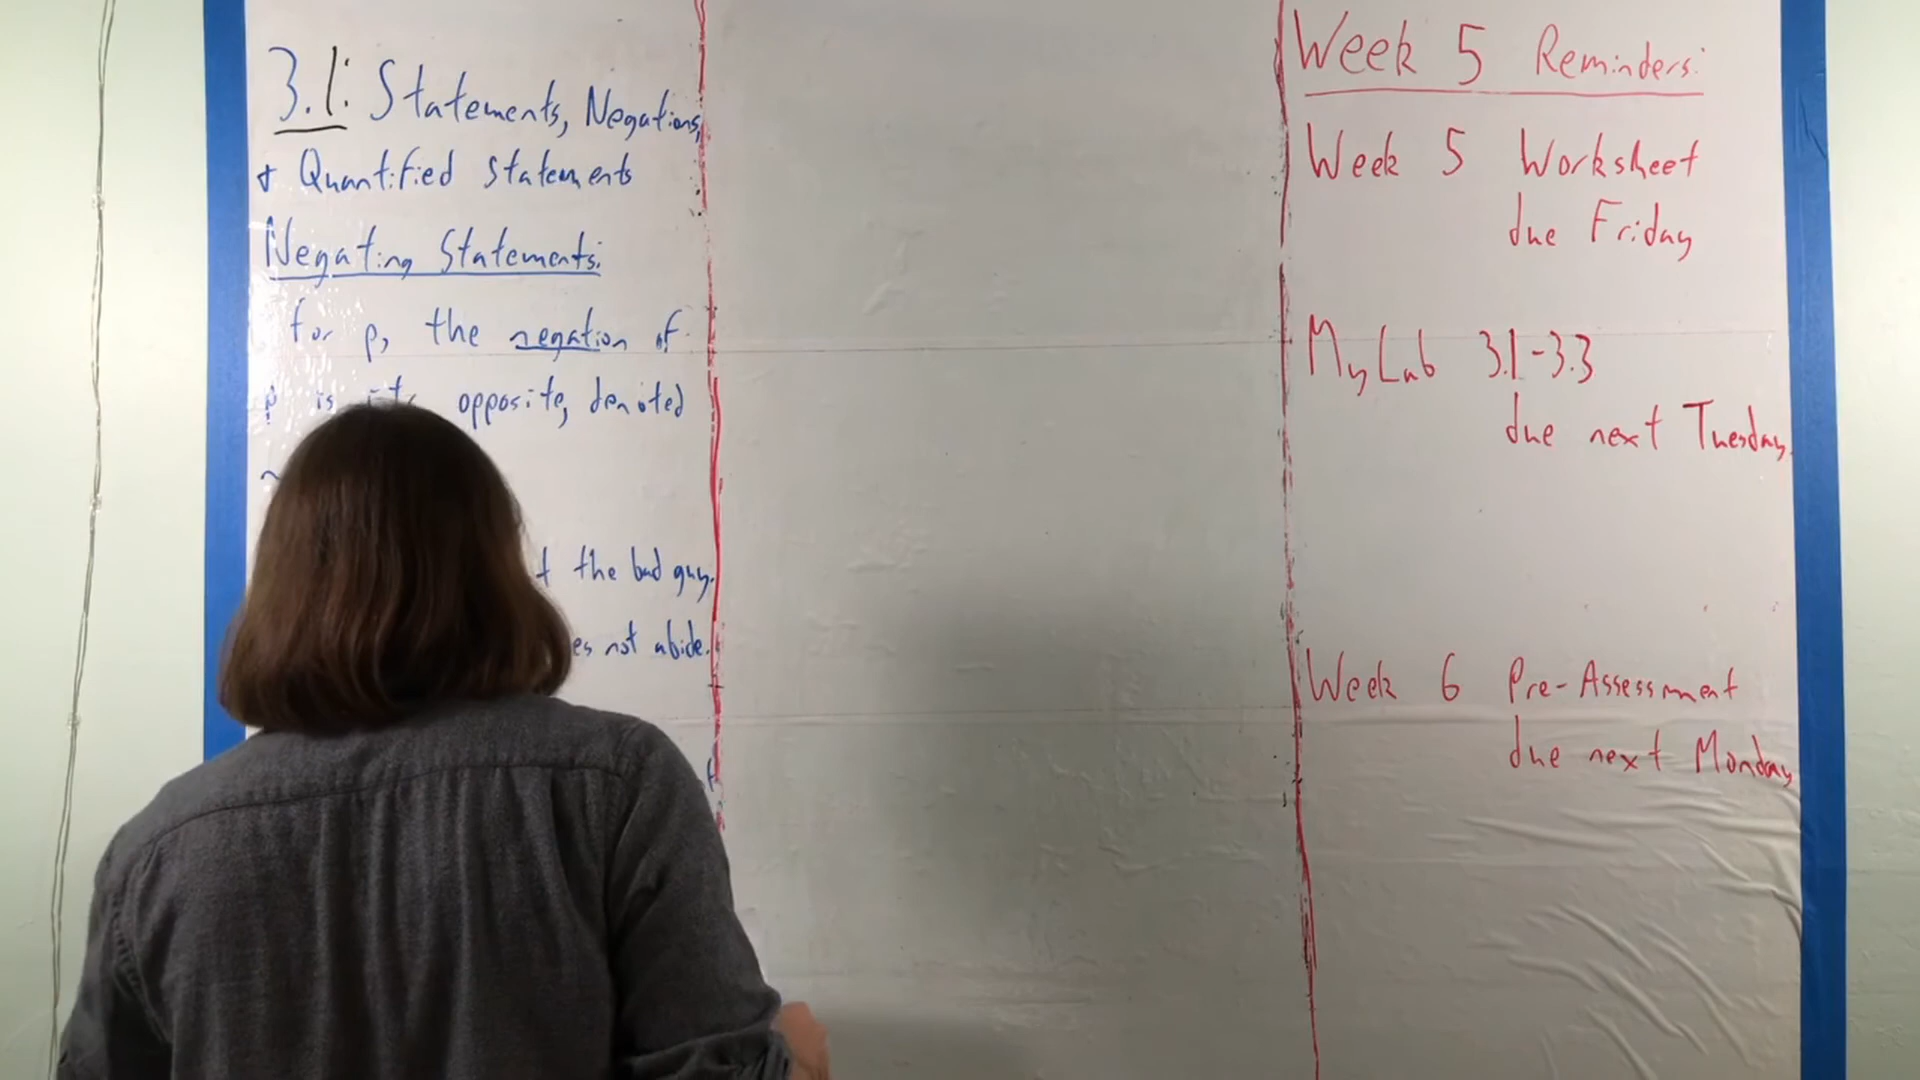 3.1: Statements, Negations,
+ Quantified Statements
Negating Statements:
for p, the negation of
p is its opposite, denoted
~
the bad guy.
not abide.
Week 5 Reminders:
Week 5 Worksheet
due Friday
MyLab 3.1-3.3
due next Tuesday
Week 6 Pre-Assessment
due next Monday